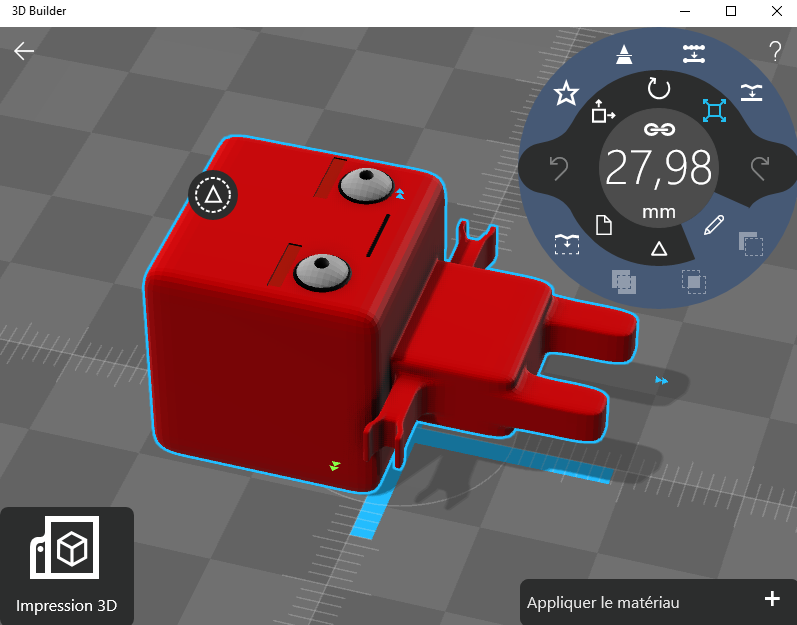 3D Builder
?
27,98
mm
Impression 3D
Appliquer le matériau